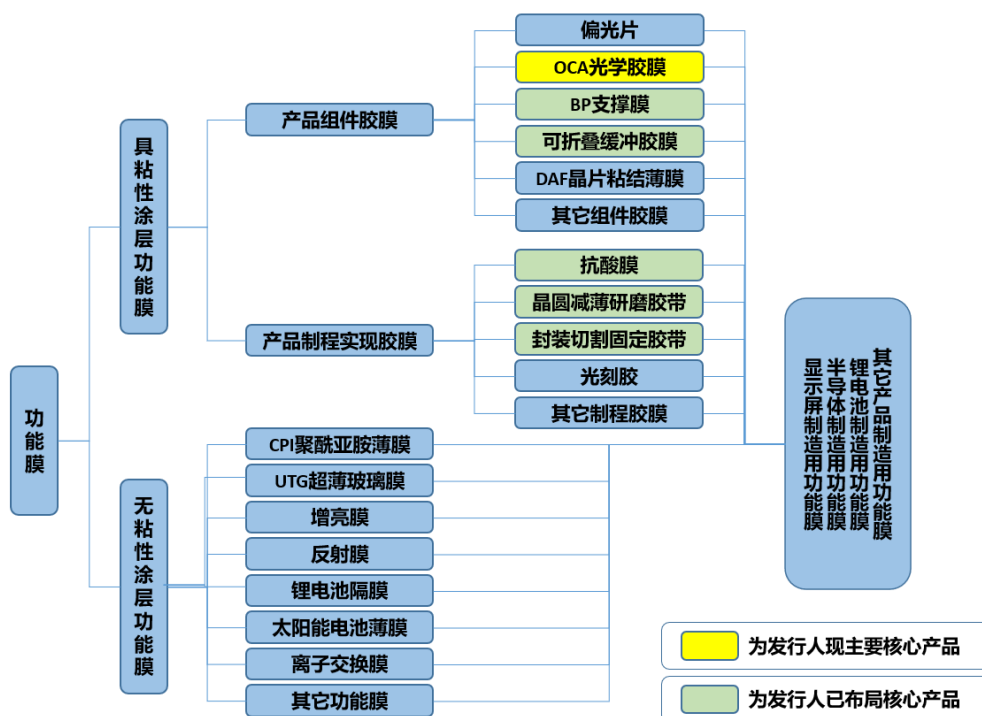 功能膜
具粘性涂层功能膜
产品组件胶膜
偏光片
OCA光学胶膜
BP支撑膜
可折叠缓冲胶膜
DAF晶片粘结薄膜
其它组件胶膜
产品制程实现胶膜
抗酸膜
晶圆减薄研磨胶带
封装切割固定胶带
光刻胶
其它制程胶膜
无粘性涂层功能膜
CPI聚酰亚胺薄膜
UTG超薄玻璃膜
增亮膜
反射膜
锂电池隔膜
太阳能电池薄膜
离子交换膜
其它功能膜
显示屏制造用功能膜
半导体制造用功能膜
锂电池制造用功能膜
其它产品制造用功能膜
为发行人现主要核心产品
为发行人已布局核心产品